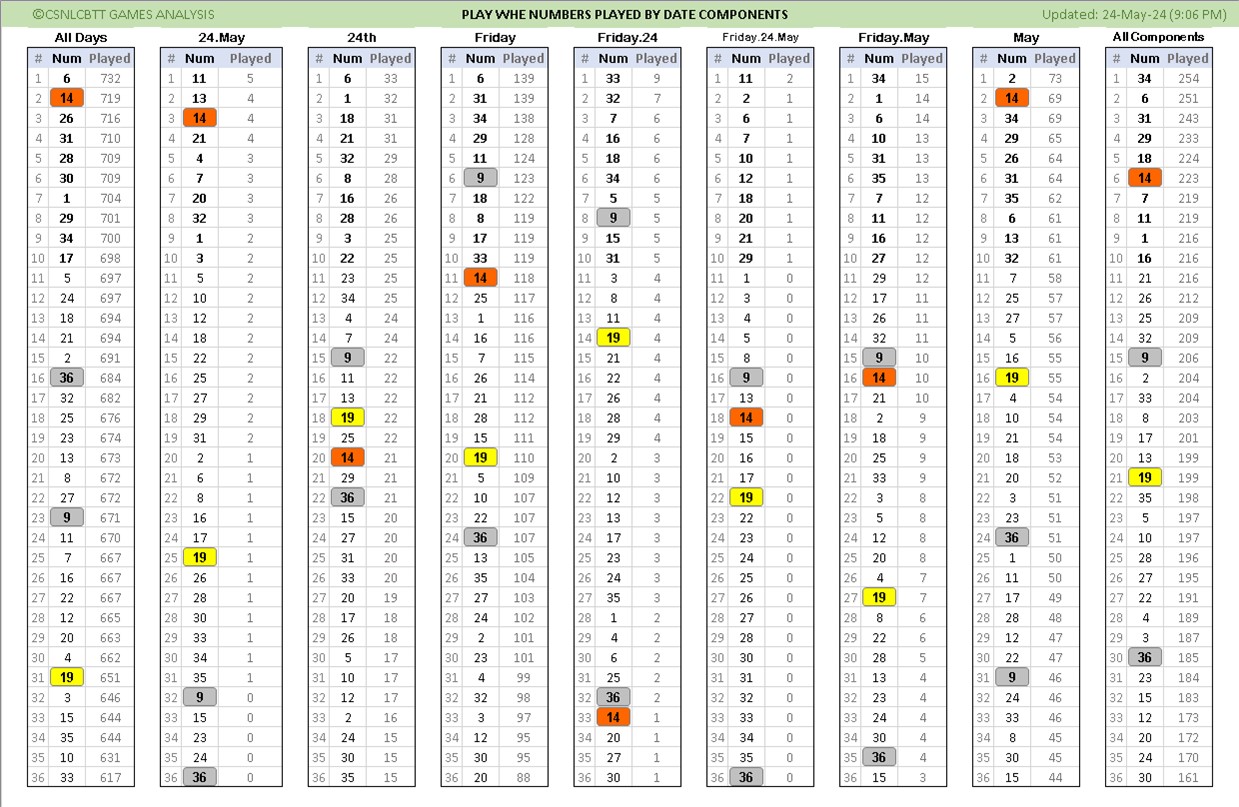 ©CSNLCBTT GAMES ANALYSIS PLAY WHE NUMBERS PLAYED BY DATE COMPONENTS Updated: 24-May-24 (9:06 PM)
All Days 24.May 24th Friday Friday.24 Friday.24.May Friday.May May All Components
# Num Played # Num Played # Num Played # Num Played # Num Played # Num Played # Num Played # Num Played # Num Played
1 6 732 1 11 5 1 6 33 1 6 139 1 33 9 1 11 2 1 34 15 1 2 73 1 34 254
2 14 719 2 13 4 2 1 32 2 31 139 2 32 7 2 2 1 2 1 14 2 14 69 2 6 251
3 26 716 3 14 4 3 18 31 3 34 138 3 7 6 3 6 1 3 6 14 3 34 69 3 31 243
4 31 710 4 21 4 4 21 31 4 29 128 4 16 6 4 7 1 4 10 13 4 29 65 4 29 233
5 28 709 5 4 3 5 32 29 5 11 124 5 18 6 5 10 1 5 31 13 5 26 64 5 18 224
6 30 709 6 7 3 6 8 28 6 9 123 6 34 6 6 12 1 6 35 13 6 31 64 6 14 223
7 1 704 7 20 3 7 16 26 7 18 122 7 5 5 7 18 1 7 7 12 7 35 62 7 7 219
8 29 701 8 32 3 8 28 26 8 8 119 8 9 5 8 20 1 8 11 12 8 6 61 8 11 219
9 34 700 9 1 2 9 3 25 9 17 119 9 15 5 9 21 1 9 16 12 9 13 61 9 1 216
10 17 698 10 3 2 10 22 25 10 33 119 10 31 5 10 29 1 10 27 12 10 32 61 10 16 216
11 5 697 11 5 2 11 23 25 11 14 118 11 3 4 11 1 0 11 29 12 11 7 58 11 21 216
12 24 697 12 10 2 12 34 25 12 25 117 12 8 4 12 3 0 12 17 11 12 25 57 12 26 212
13 18 694 13 12 2 13 4 24 13 1 116 13 11 4 13 4 0 13 26 11 13 27 57 13 25 209
14 21 694 14 18 2 14 7 24 14 16 116 14 19 4 14 5 0 14 32 11 14 5 56 14 32 209
15 2 691 15 22 2 15 9 22 15 7 115 15 21 4 15 8 0 15 9 10 15 16 55 15 9 206
16 36 684 16 25 2 16 11 22 16 26 114 16 22 4 16 9 0 16 14 10 16 19 55 16 2 204
17 32 682 17 27 2 17 13 22 17 21 112 17 26 4 17 13 0 17 21 10 17 4 54 17 33 204
18 25 676 18 29 2 18 19 22 18 28 112 18 28 4 18 14 0 18 2 9 18 10 54 18 8 203
19 23 674 19 31 2 19 25 22 19 15 111 19 29 4 19 15 0 19 18 9 19 21 54 19 17 201
20 13 673 20 2 1 20 14 21 20 19 110 20 2 3 20 16 0 20 25 9 20 18 53 20 13 199
21 8 672 21 6 1 21 29 21 21 5 109 21 10 3 21 17 0 21 33 9 21 20 52 21 19 199
22 27 672 22 8 1 22 36 21 22 10 107 22 12 3 22 19 0 22 3 8 22 3 51 22 35 198
23 9 671 23 16 1 23 15 20 23 22 107 23 13 3 23 22 0 23 5 8 23 23 51 23 5 197
24 11 670 24 17 1 24 27 20 24 36 107 24 17 3 24 23 0 24 12 8 24 36 51 24 10 197
25 7 667 25 19 1 25 31 20 25 13 105 25 23 3 25 24 0 25 20 8 25 1 50 25 28 196
26 16 667 26 26 1 26 33 20 26 35 104 26 24 3 26 25 0 26 4 7 26 11 50 26 27 195
27 22 667 27 28 1 27 20 19 27 27 103 27 35 3 27 26 0 27 19 7 27 17 49 27 22 191
28 12 665 28 30 1 28 17 18 28 24 102 28 1 2 28 27 0 28 8 6 28 28 48 28 4 189
29 20 663 29 33 1 29 26 18 29 2 101 29 4 2 29 28 0 29 22 6 29 12 47 29 3 187
30 4 662 30 34 1 30 5 17 30 23 101 30 6 2 30 30 0 30 28 5 30 22 47 30 36 185
31 19 651 31 35 1 31 10 17 31 4 99 31 25 2 31 31 0 31 13 4 31 9 46 31 23 184
32 3 646 32 9 0 32 12 17 32 32 98 32 36 2 32 32 0 32 23 4 32 24 46 32 15 183
33 15 644 33 15 0 33 2 16 33 3 97 33 14 1 33 33 0 33 24 4 33 33 46 33 12 173
34 35 644 34 23 0 34 24 15 34 12 95 34 20 1 34 34 0 34 30 4 34 8 45 34 20 172
35 10 631 35 24 0 35 30 15 35 30 95 35 27 1 35 35 0 35 36 4 35 30 45 35 24 170
36 33 617 36 36 0 36 35 15 36 20 88 36 30 1 36 36 0 36 15 3 36 15 44 36 30 161